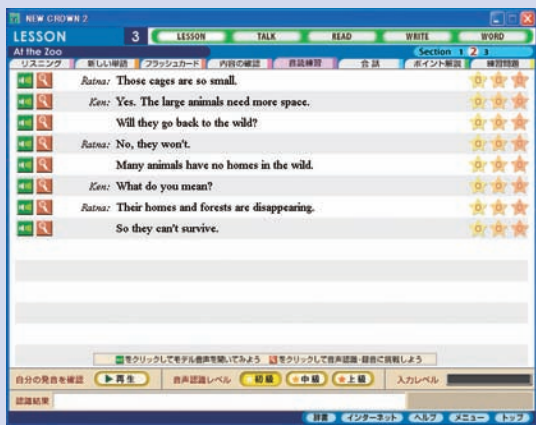 NEW CROWN 2
LESSON 3 LESSON TALK READ WRITE WORD
At the Zoo Section 1 2 3
リスニング 新しい単語 フラッシュカード 内容の確認 音読練習 会話 ポイント解説 練習問題
Ratna: Those cages are so small.
Ken: Yes. The large animals need more space.
Will they go back to the wild?
Ratna: No, they won't.
Many animals have no homes in the wild.
Ken: What do you mean?
Ratna: Their homes and forests are disappearing.
So they can't survive.
をクリックしてモデル音声を聞いてみよう をクリックして音声認識・録音に挑戦しよう
自分の発音を確認 再生 音声認識レベル 初級 中級 上級 入力レベル
認識結果
辞書 インターネット ヘルプ メニュー トップ